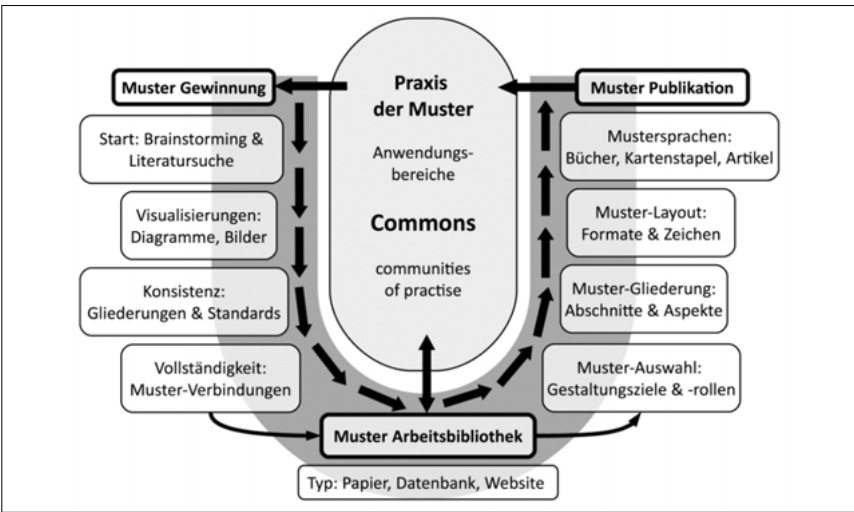 Muster Gewinnung
Start: Brainstorming &
Literatursuche
Visualisierungen:
Diagramme, Bilder
Konsistenz:
Gliederungen & Standards
Vollständigkeit:
Muster-Verbindungen
Praxis
der Muster
Anwendungs-
bereiche
Commons
communities
of practise
Muster Publikation
Mustersprachen:
Bücher, Kartenstapel, Artikel
Muster-Layout:
Formate & Zeichen
Muster-Gliederung:
Abschnitte & Aspekte
Muster-Auswahl:
Gestaltungsziele & -rollen
Muster Arbeitsbibliothek
Typ: Papier, Datenbank, Website